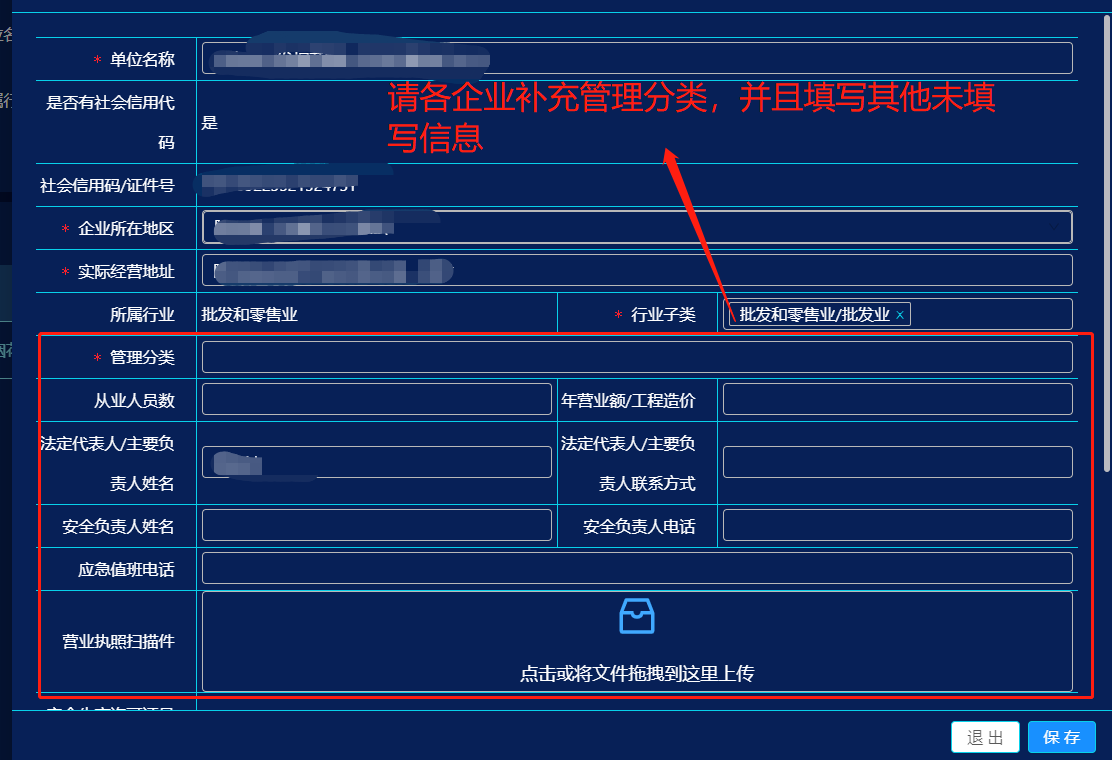 * 单位名称
请各企业补充管理分类，并且填写其他未填
写信息
是否有社会信用代
码
是
社会信用码/证件号
* 企业所在地区
* 实际经营地址
所属行业 批发和零售业 * 行业子类 批发和零售业/批发业 ×
* 管理分类
从业人员数 年营业额/工程造价
法定代表人/主要负
责人姓名
法定代表人/主要负
责人联系方式
安全负责人姓名 安全负责人电话
应急值班电话
营业执照扫描件
点击或将文件拖拽到这里上传
退 出 保 存